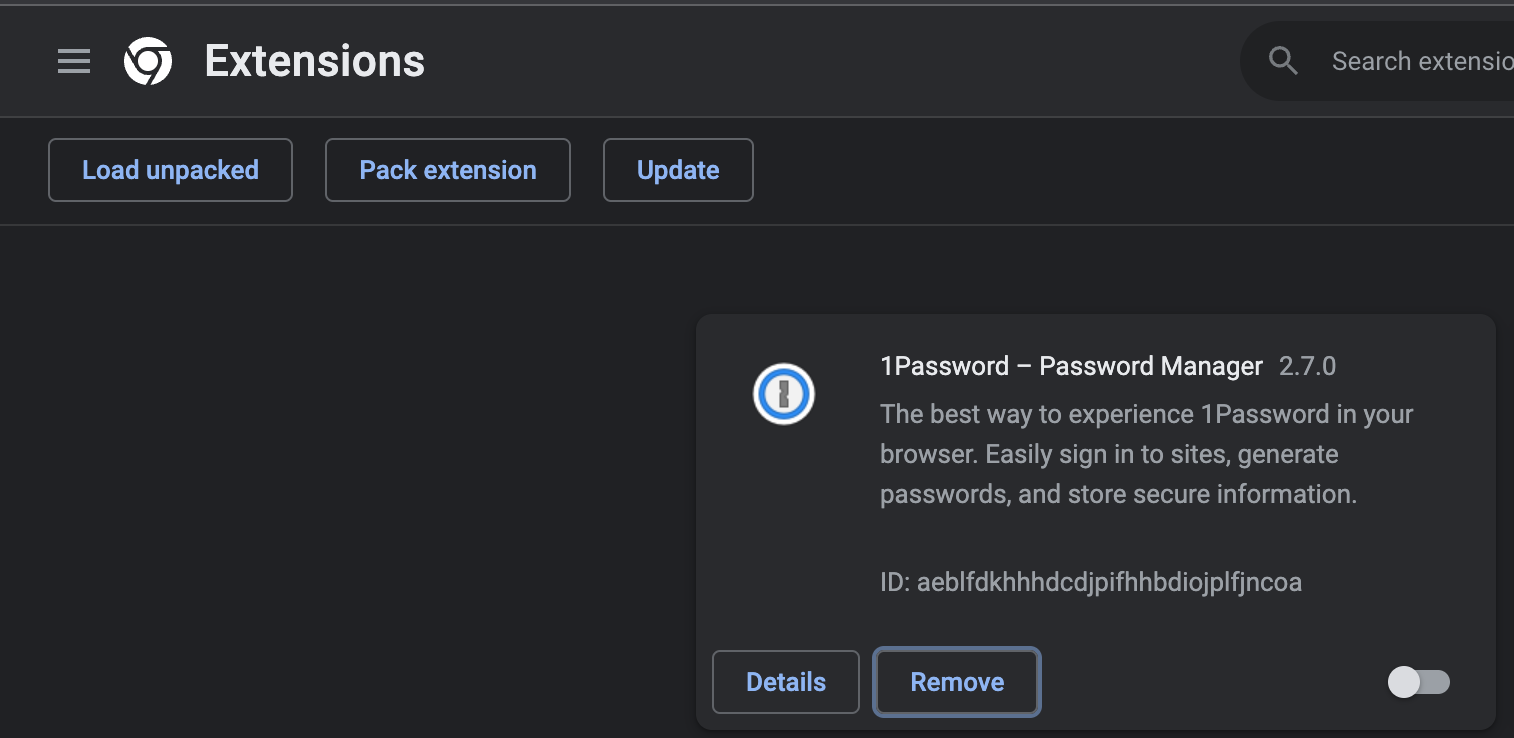 Extensions
Search extensio
Load unpacked
Pack extension
Update
1Password – Password Manager 2.7.0
The best way to experience 1Password in your
browser. Easily sign in to sites, generate
passwords, and store secure information.
ID: aeblfdkhhhdcdjpifhhbdiojplfjncoa
Details
Remove